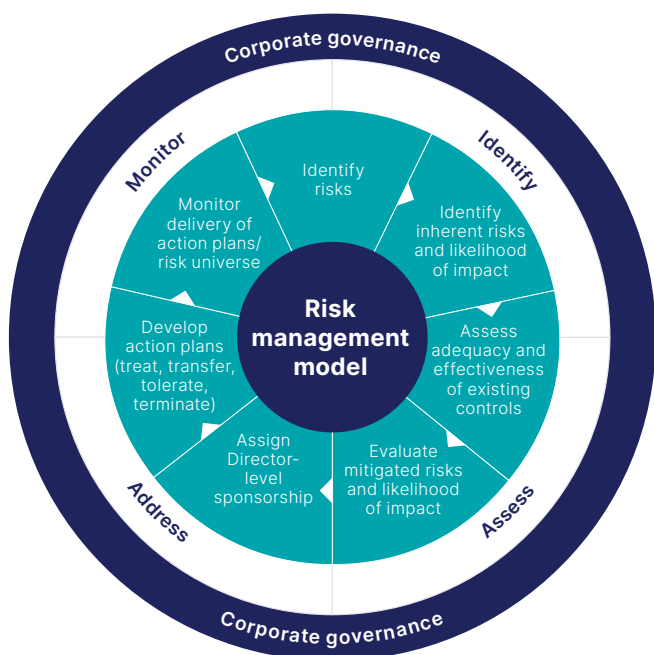 Corporate governance
Monitor
Identify
Identify
risks
Identify
inherent risks
and likelihood
of impact
Assess
adequacy and
effectiveness
of existing
controls
Evaluate
mitigated risks
and likelihood
of impact
Assign
Director-
level
sponsorship
Develop
action plans
(treat, transfer,
tolerate,
terminate)
Monitor
delivery of
action plans/
risk universe
Risk
management
model
Address
Assess
Corporate governance